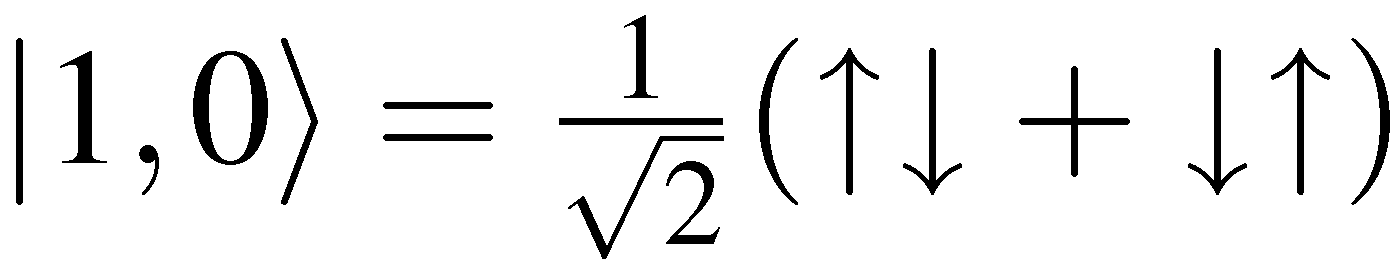 |1,0⟩ = 1/√2 (↑↓ + ↓↑)